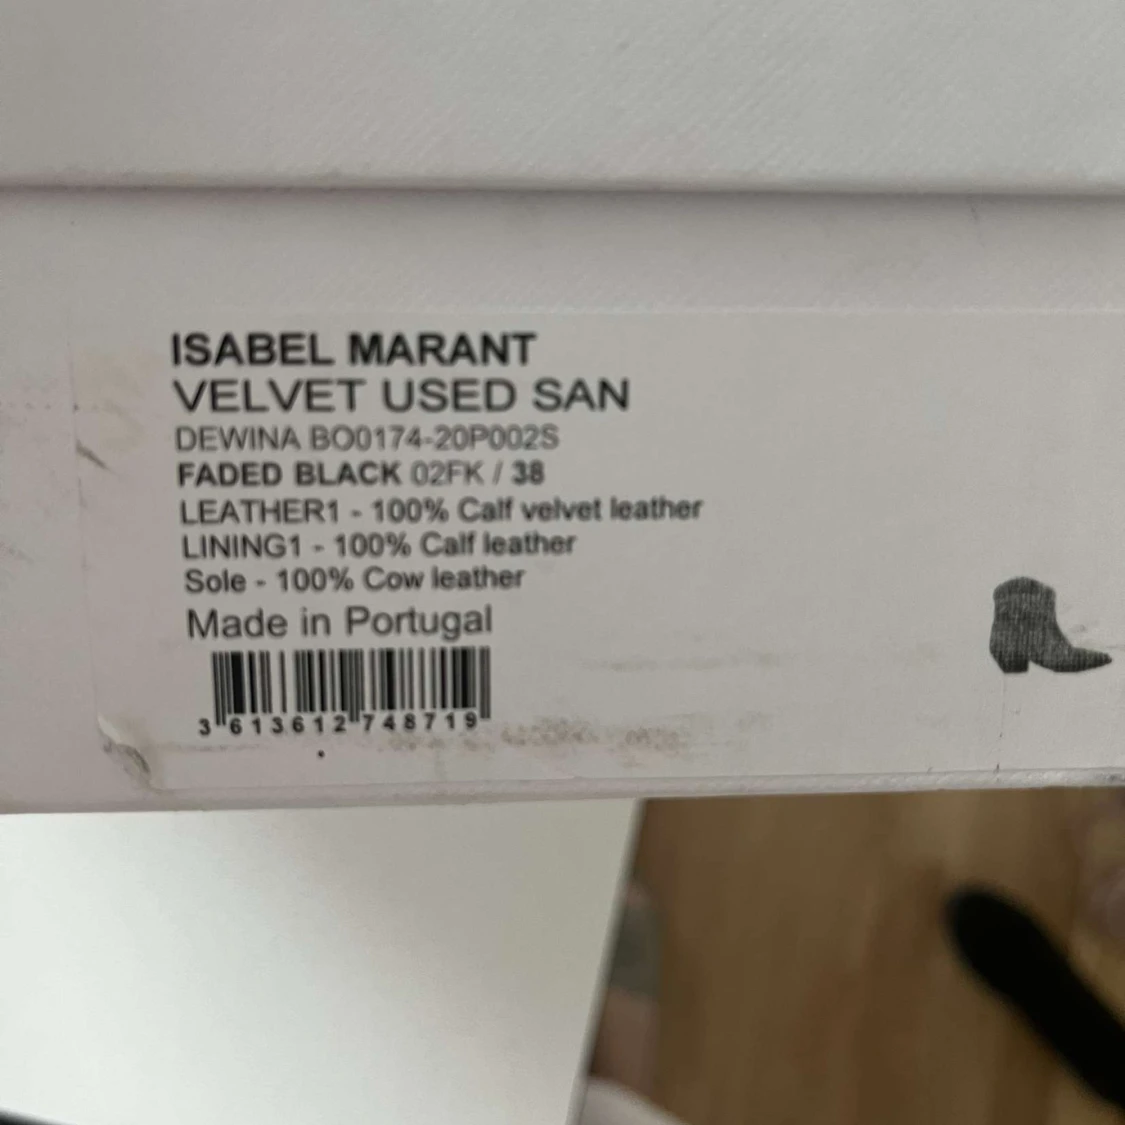 ISABEL MARANT
VELVET USED SAN
DEWINA BO0174-20P002S
FADED BLACK 02FK / 38
LEATHER1 - 100% Calf velvet leather
LINING1 - 100% Calf leather
Sole - 100% Cow leather
Made in Portugal
3 613612 748719